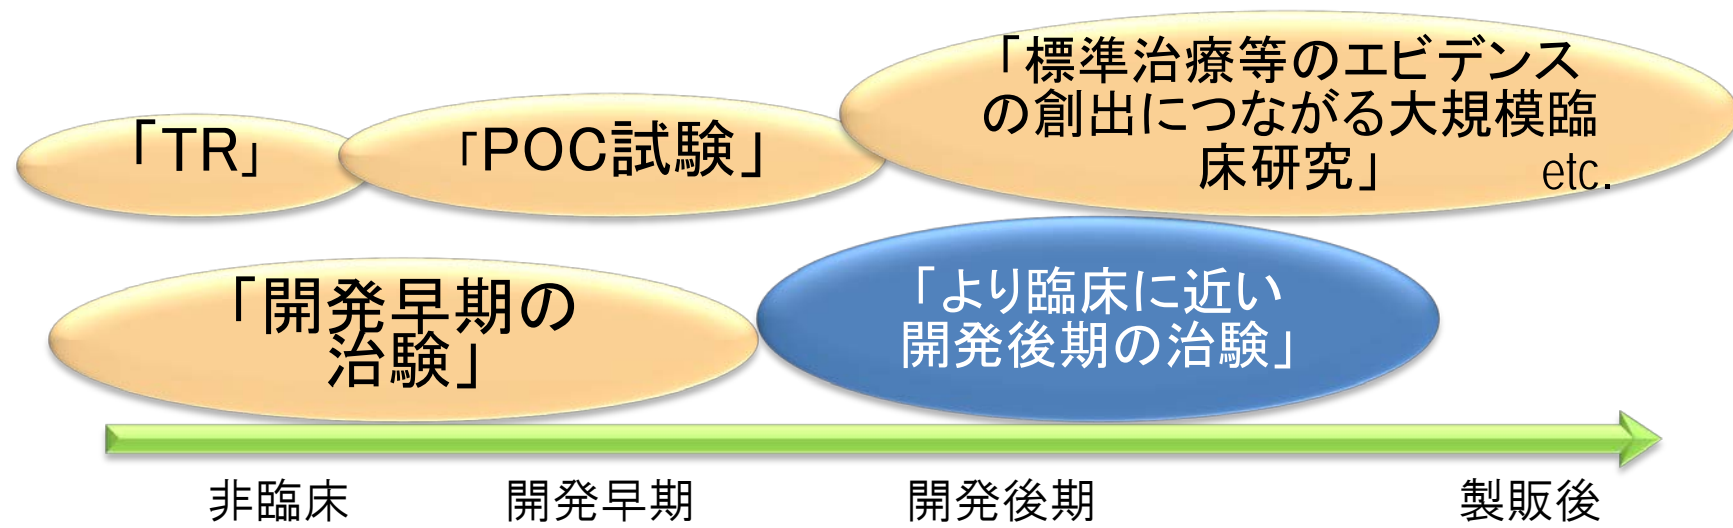 「TR」
「POC試験」
「標準治療等のエビデンス
の創出につながる大規模臨
床研究」 etc.
「開発早期の
治験」
「より臨床に近い
開発後期の治験」
非臨床 開発早期 開発後期 製販後